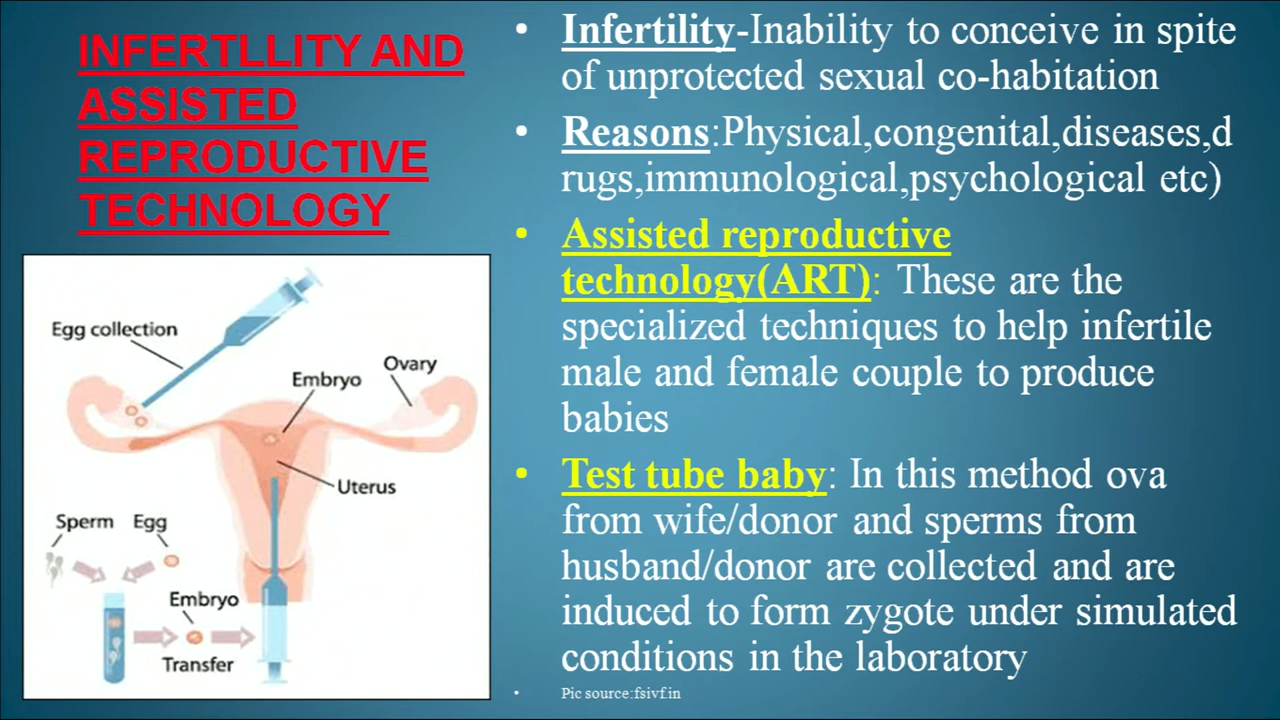 INFERTLLITY AND
ASSISTED
REPRODUCTIVE
TECHNOLOGY
Egg collection
Embryo
Ovary
Uterus
Sperm Egg
Embryo
Transfer
• Infertility-Inability to conceive in spite
of unprotected sexual co-habitation
• Reasons:Physical,congenital,diseases,d
rugs,immunological,psychological etc)
• Assisted reproductive
technology(ART): These are the
specialized techniques to help infertile
male and female couple to produce
babies
• Test tube baby: In this method ova
from wife/donor and sperms from
husband/donor are collected and are
induced to form zygote under simulated
conditions in the laboratory
• Pic source:fsivf.in